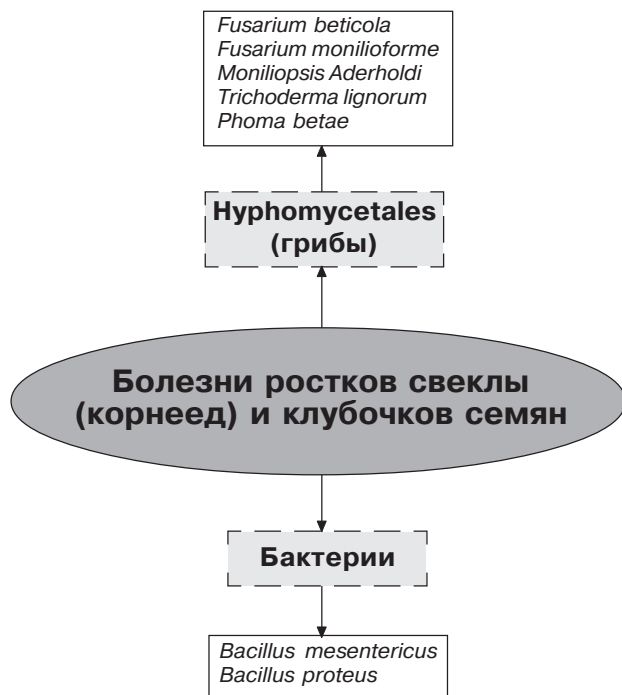 Fusarium beticola
Fusarium monilioforme
Moniliopsis Aderholdi
Trichoderma lignorum
Phoma betae
Hyphomycetales
(грибы)
Болезни ростков свеклы
(корнеед) и клубочков семян
Бактерии
Bacillus mesentericus
Bacillus proteus